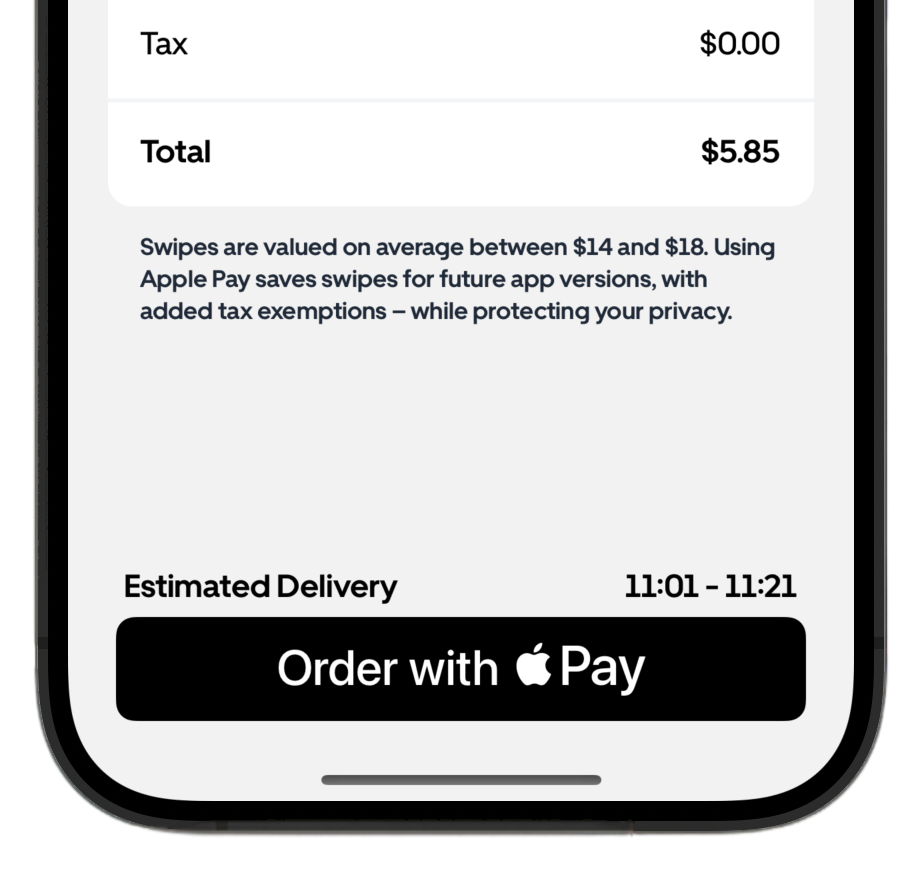 Tax $0.00
Total $5.85
Swipes are valued on average between $14 and $18. Using
Apple Pay saves swipes for future app versions, with
added tax exemptions – while protecting your privacy.
Estimated Delivery 11:01 - 11:21
Order with Pay